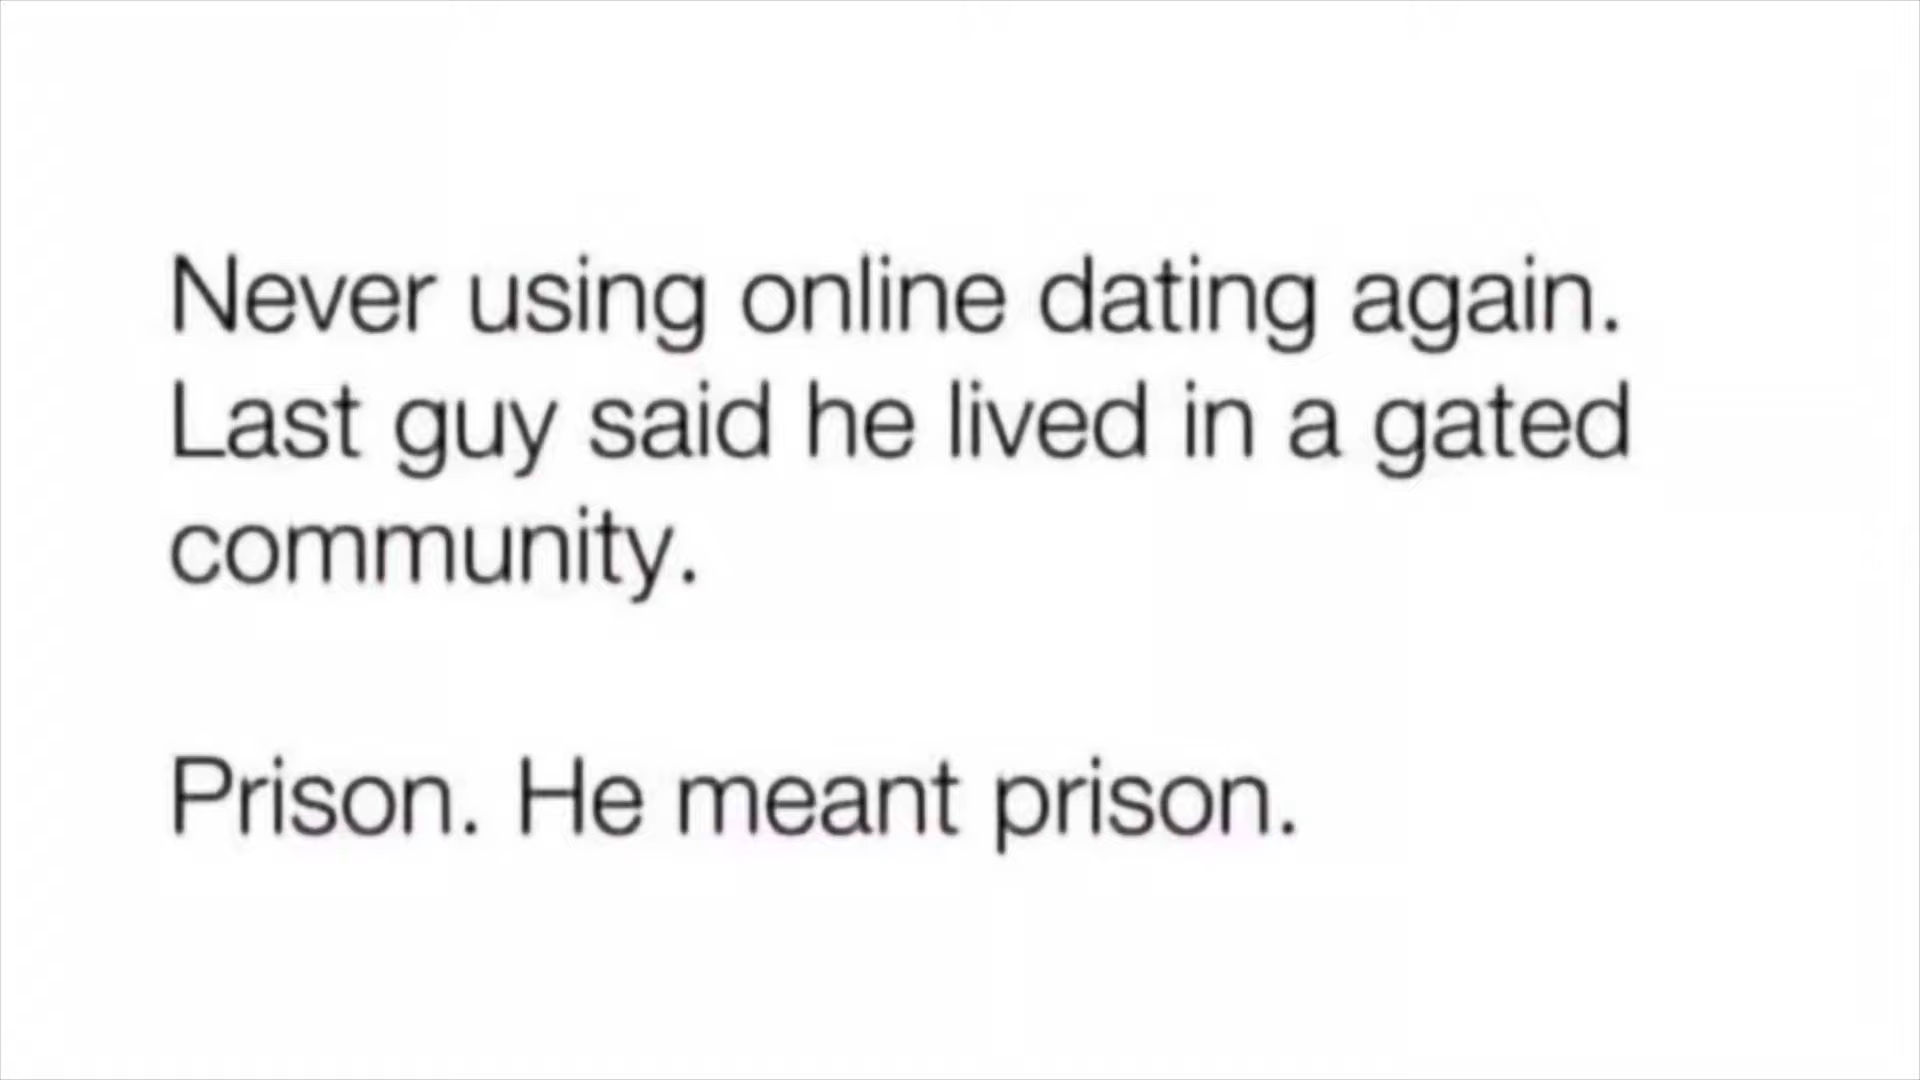 Never using online dating again.
Last guy said he lived in a gated
community.
Prison. He meant prison.